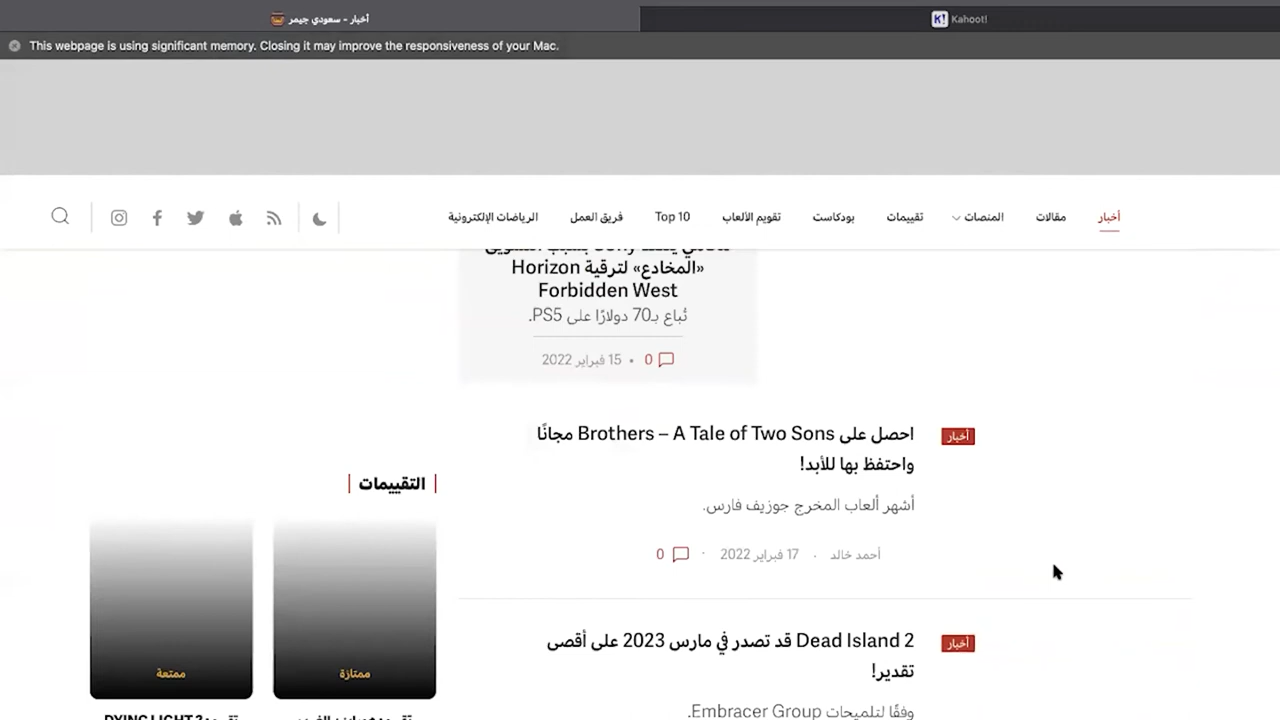 أخبار - سعودي جيمر
Kahoot!
This webpage is using significant memory. Closing it may improve the responsiveness of your Mac.
أخبار
مقالات
المنصات
تقييمات
بودكاست
تقويم الألعاب
Top 10
فريق العمل
الرياضات الإلكترونية
«المخادع» لترقية Horizon
Forbidden West
تُباع بـ70 دولارًا على PS5.
0 • 15 فبراير 2022
أخبار
احصل على Brothers – A Tale of Two Sons مجانًا
واحتفظ بها للأبد!
أشهر ألعاب المخرج جوزيف فارس.
أحمد خالد · 17 فبراير 2022 · 0
التقييمات
ممتازة
ممتعة
أخبار
Dead Island 2 قد تصدر في مارس 2023 على أقصى
تقدير!
وفقًا لتلميحات Embracer Group.
DYING LIGHT 2